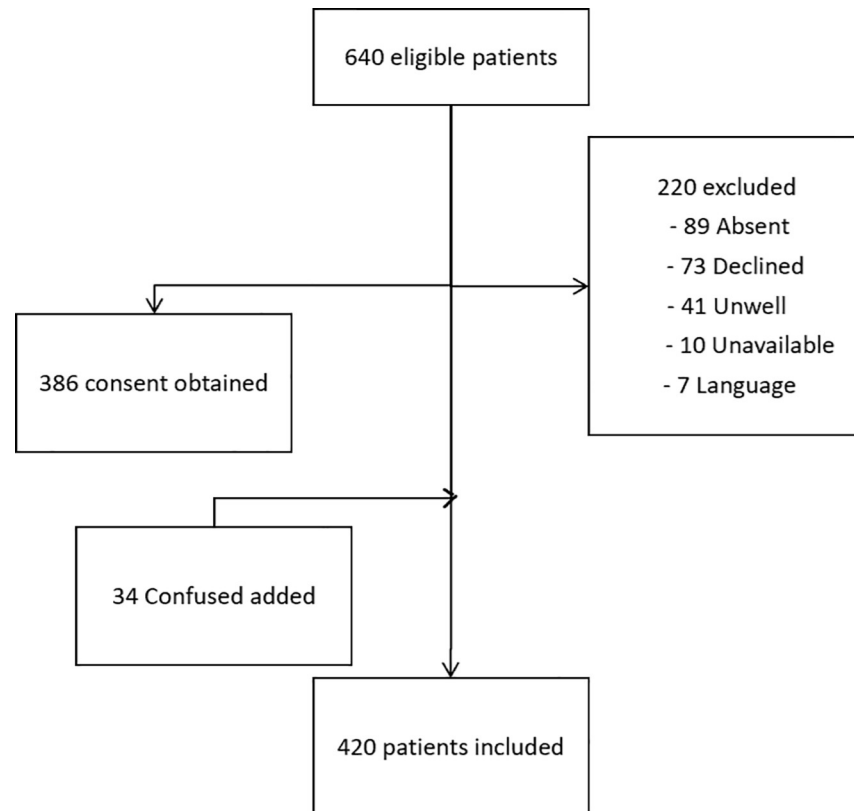 640 eligible patients
220 excluded
- 89 Absent
- 73 Declined
- 41 Unwell
- 10 Unavailable
- 7 Language
386 consent obtained
34 Confused added
420 patients included